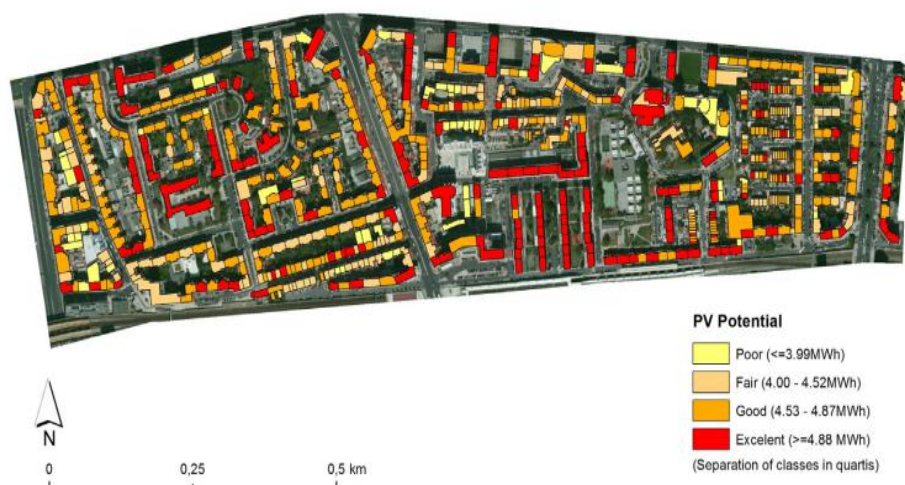 PV Potential
Poor (<=3.99MWh)
Fair (4.00 - 4.52MWh)
Good (4.53 - 4.87MWh)
Excelent (>=4.88 MWh)
(Separation of classes in quartis)
N
0 0,25 0,5 km